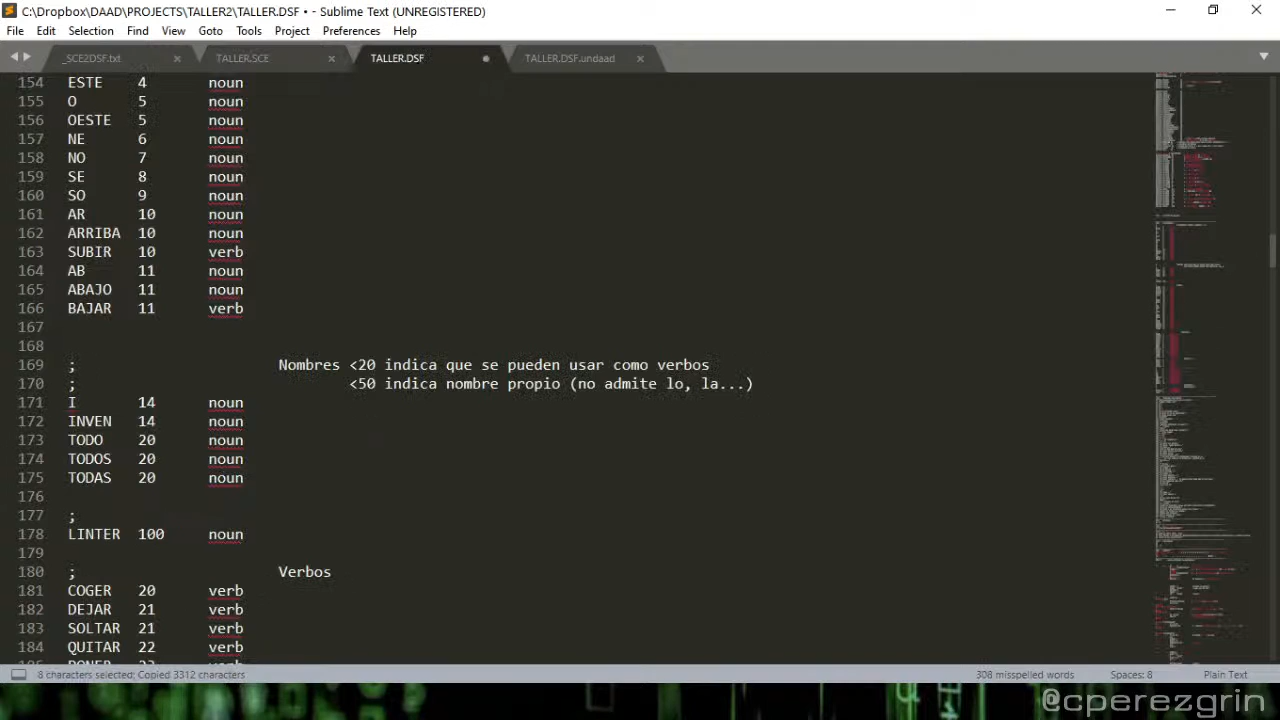 C:\Dropbox\DAAD\PROJECTS\TALLER2\TALLER.DSF • - Sublime Text (UNREGISTERED)
File Edit Selection Find View Goto Tools Project Preferences Help
_SCE2DSF.txt TALLER.SCE TALLER.DSF TALLER.DSF.undaad
154 ESTE 4 noun
155 O 5 noun
156 OESTE 5 noun
157 NE 6 noun
158 NO 7 noun
159 SE 8 noun
160 SO 9 noun
161 AR 10 noun
162 ARRIBA 10 noun
163 SUBIR 10 verb
164 AB 11 noun
165 ABAJO 11 noun
166 BAJAR 11 verb
167
168
169 ; Nombres <20 indica que se pueden usar como verbos
170 ; <50 indica nombre propio (no admite lo, la...)
171 I 14 noun
172 INVEN 14 noun
173 TODO 20 noun
174 TODOS 20 noun
175 TODAS 20 noun
176
177 ;
178 LINTER 100 noun
179
180 ; Verbos
181 COGER 20 verb
182 DEJAR 21 verb
183 SOLTAR 21 verb
184 QUITAR 22 verb
8 characters selected; Copied 3312 characters 308 misspelled words Spaces: 8 Plain Text
@cperezgrin